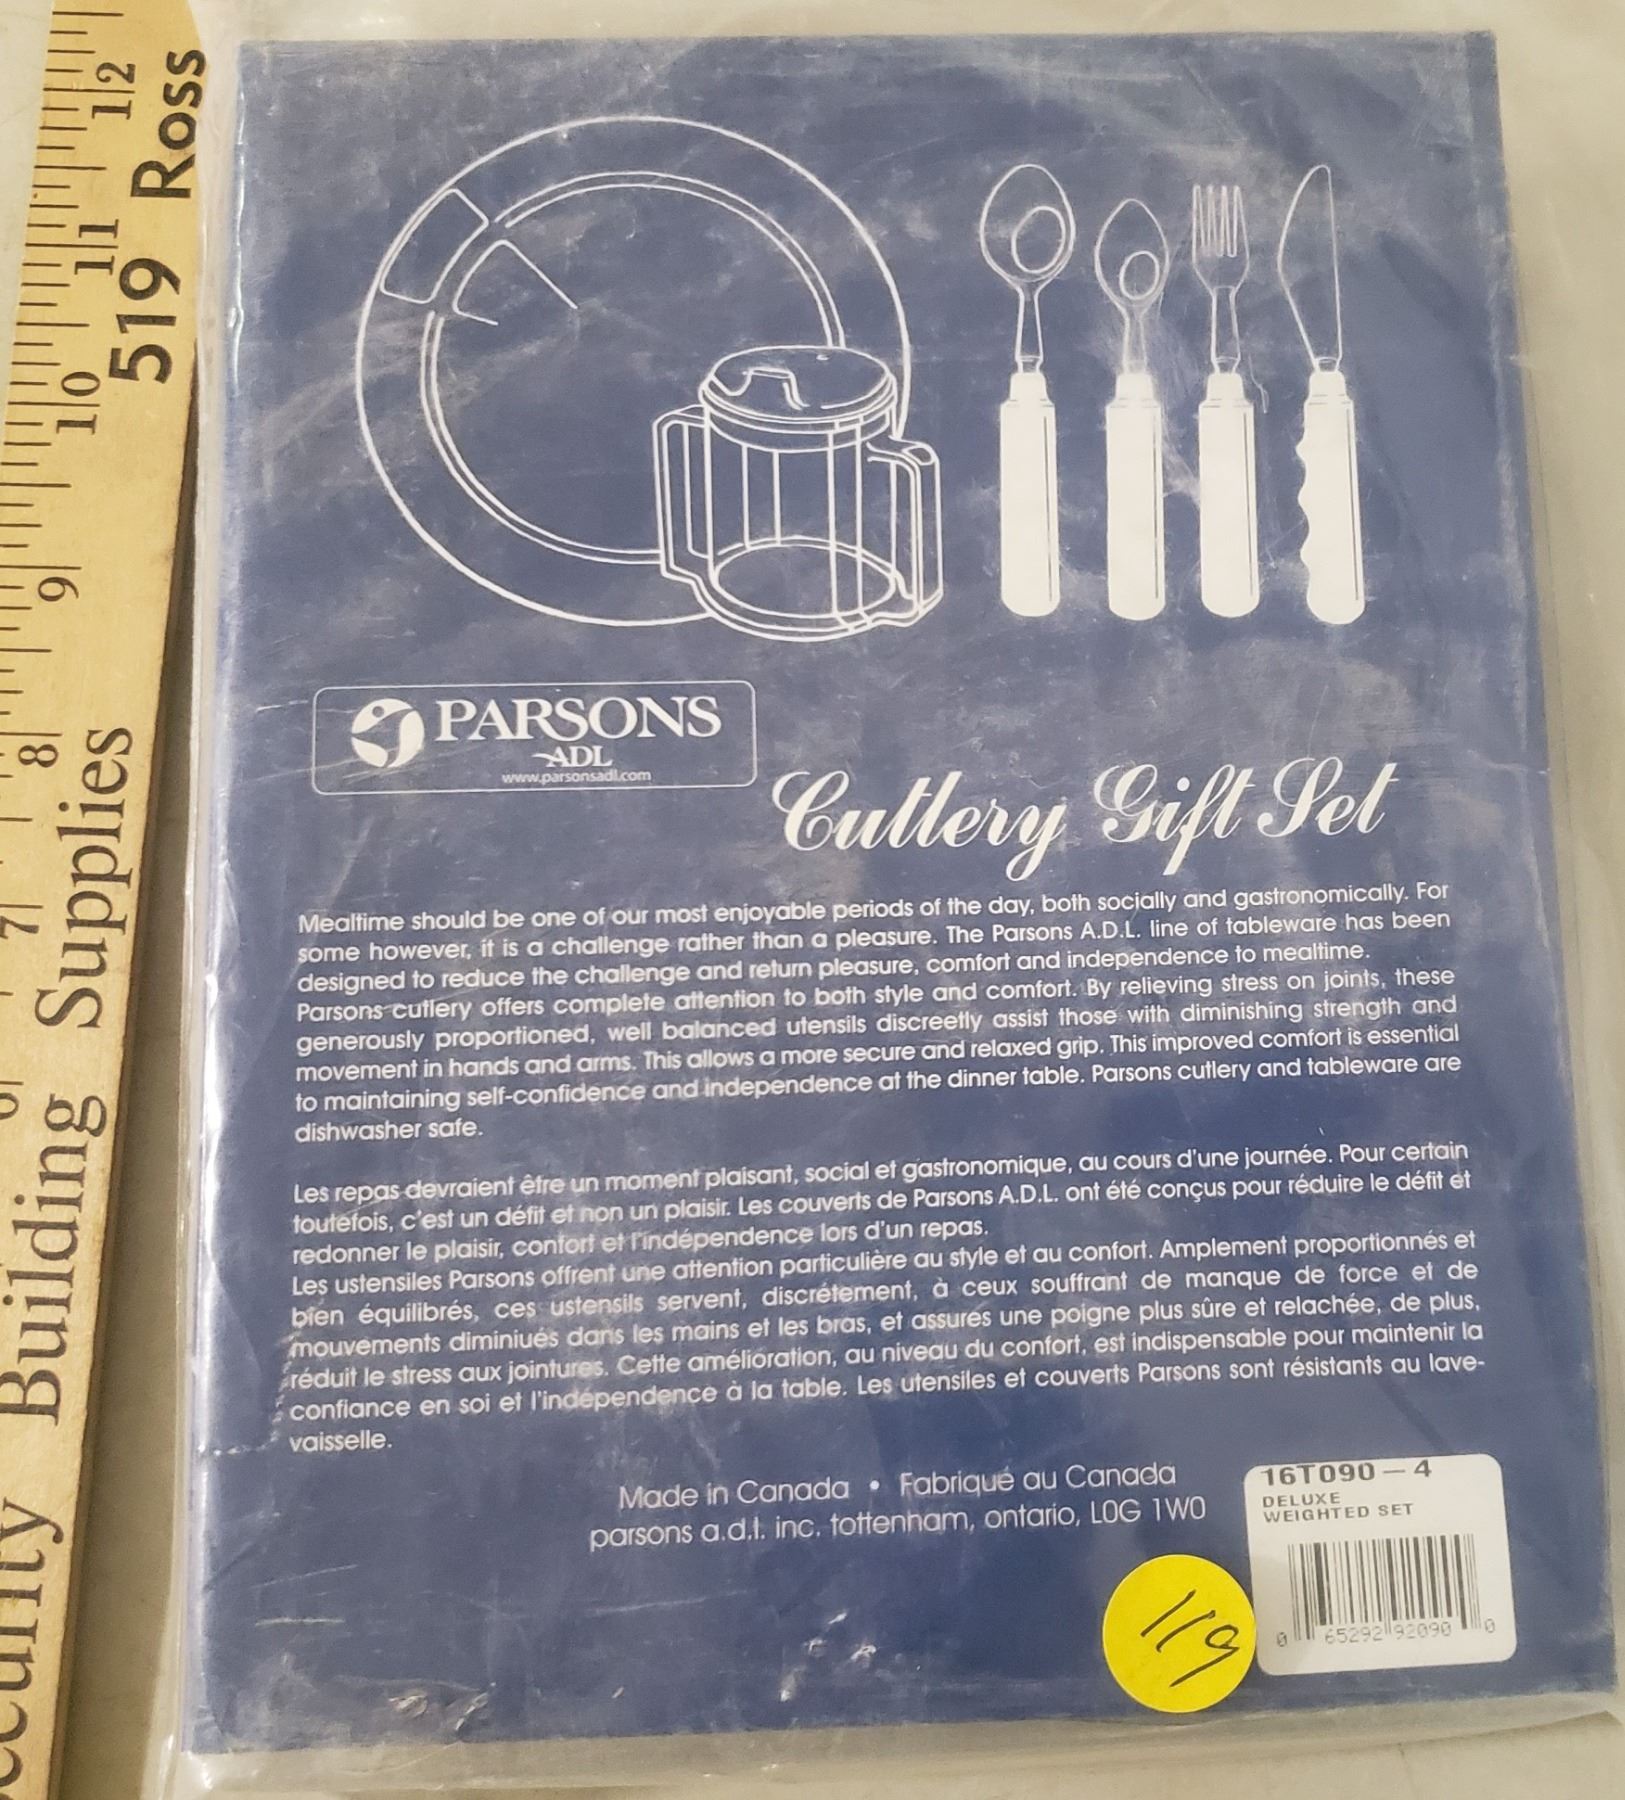 12
11
10
9
8
7
519 Ross
Building Supplies
PARSONS
ADL
www.parsonsadl.com
Cutlery Gift Set
Mealtime should be one of our most enjoyable periods of the day, both socially and gastronomically. For
some however, it is a challenge rather than a pleasure. The Parsons A.D.L. line of tableware has been
designed to reduce the challenge and return pleasure, comfort and independence to mealtime.
Parsons cutlery offers complete attention to both style and comfort. By relieving stress on joints, these
generously proportioned, well balanced utensils discreetly assist those with diminishing strength and
movement in hands and arms. This allows a more secure and relaxed grip. This improved comfort is essential
to maintaining self-confidence and independence at the dinner table. Parsons cutlery and tableware are
dishwasher safe.
Les repas devraient être un moment plaisant, social et gastronomique, au cours d'une journée. Pour certain
toutefois, c'est un défit et non un plaisir. Les couverts de Parsons A.D.L. ont été conçus pour réduire le défit et
redonner le plaisir, confort et l'indépendence lors d'un repas.
Les ustensiles Parsons offrent une attention particulière au style et au confort. Amplement proportionnés et
bien équilibrés, ces ustensils servent, discrétement, à ceux souffrant de manque de force et de
mouvements diminiués dans les mains et les bras, et assures une poigne plus sûre et relachée, de plus,
réduit le stress aux jointures. Cette amélioration, au niveau du confort, est indispensable pour maintenir la
confiance en soi et l'indépendence à la table. Les utensiles et couverts Parsons sont résistants au lave-
vaisselle.
Made in Canada • Fabriqué au Canada
parsons a.d.l. inc. tottenham, ontario, L0G 1W0
16T090-4
DELUXE
WEIGHTED SET
0 65292 92090 0
119